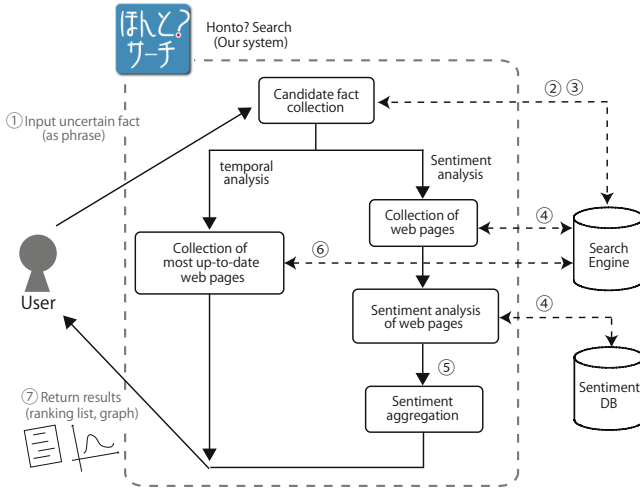 ほんと?
サーチ
Honto? Search
(Our system)
Candidate fact
collection
② ③
① Input uncertain fact
(as phrase)
temporal
analysis
Sentiment
analysis
Collection of
web pages
④
Collection of
most up-to-date
web pages
⑥
Search
Engine
User
Sentiment analysis
of web pages
④
⑤
Sentiment
aggregation
Sentiment
DB
⑦ Return results
(ranking list, graph)